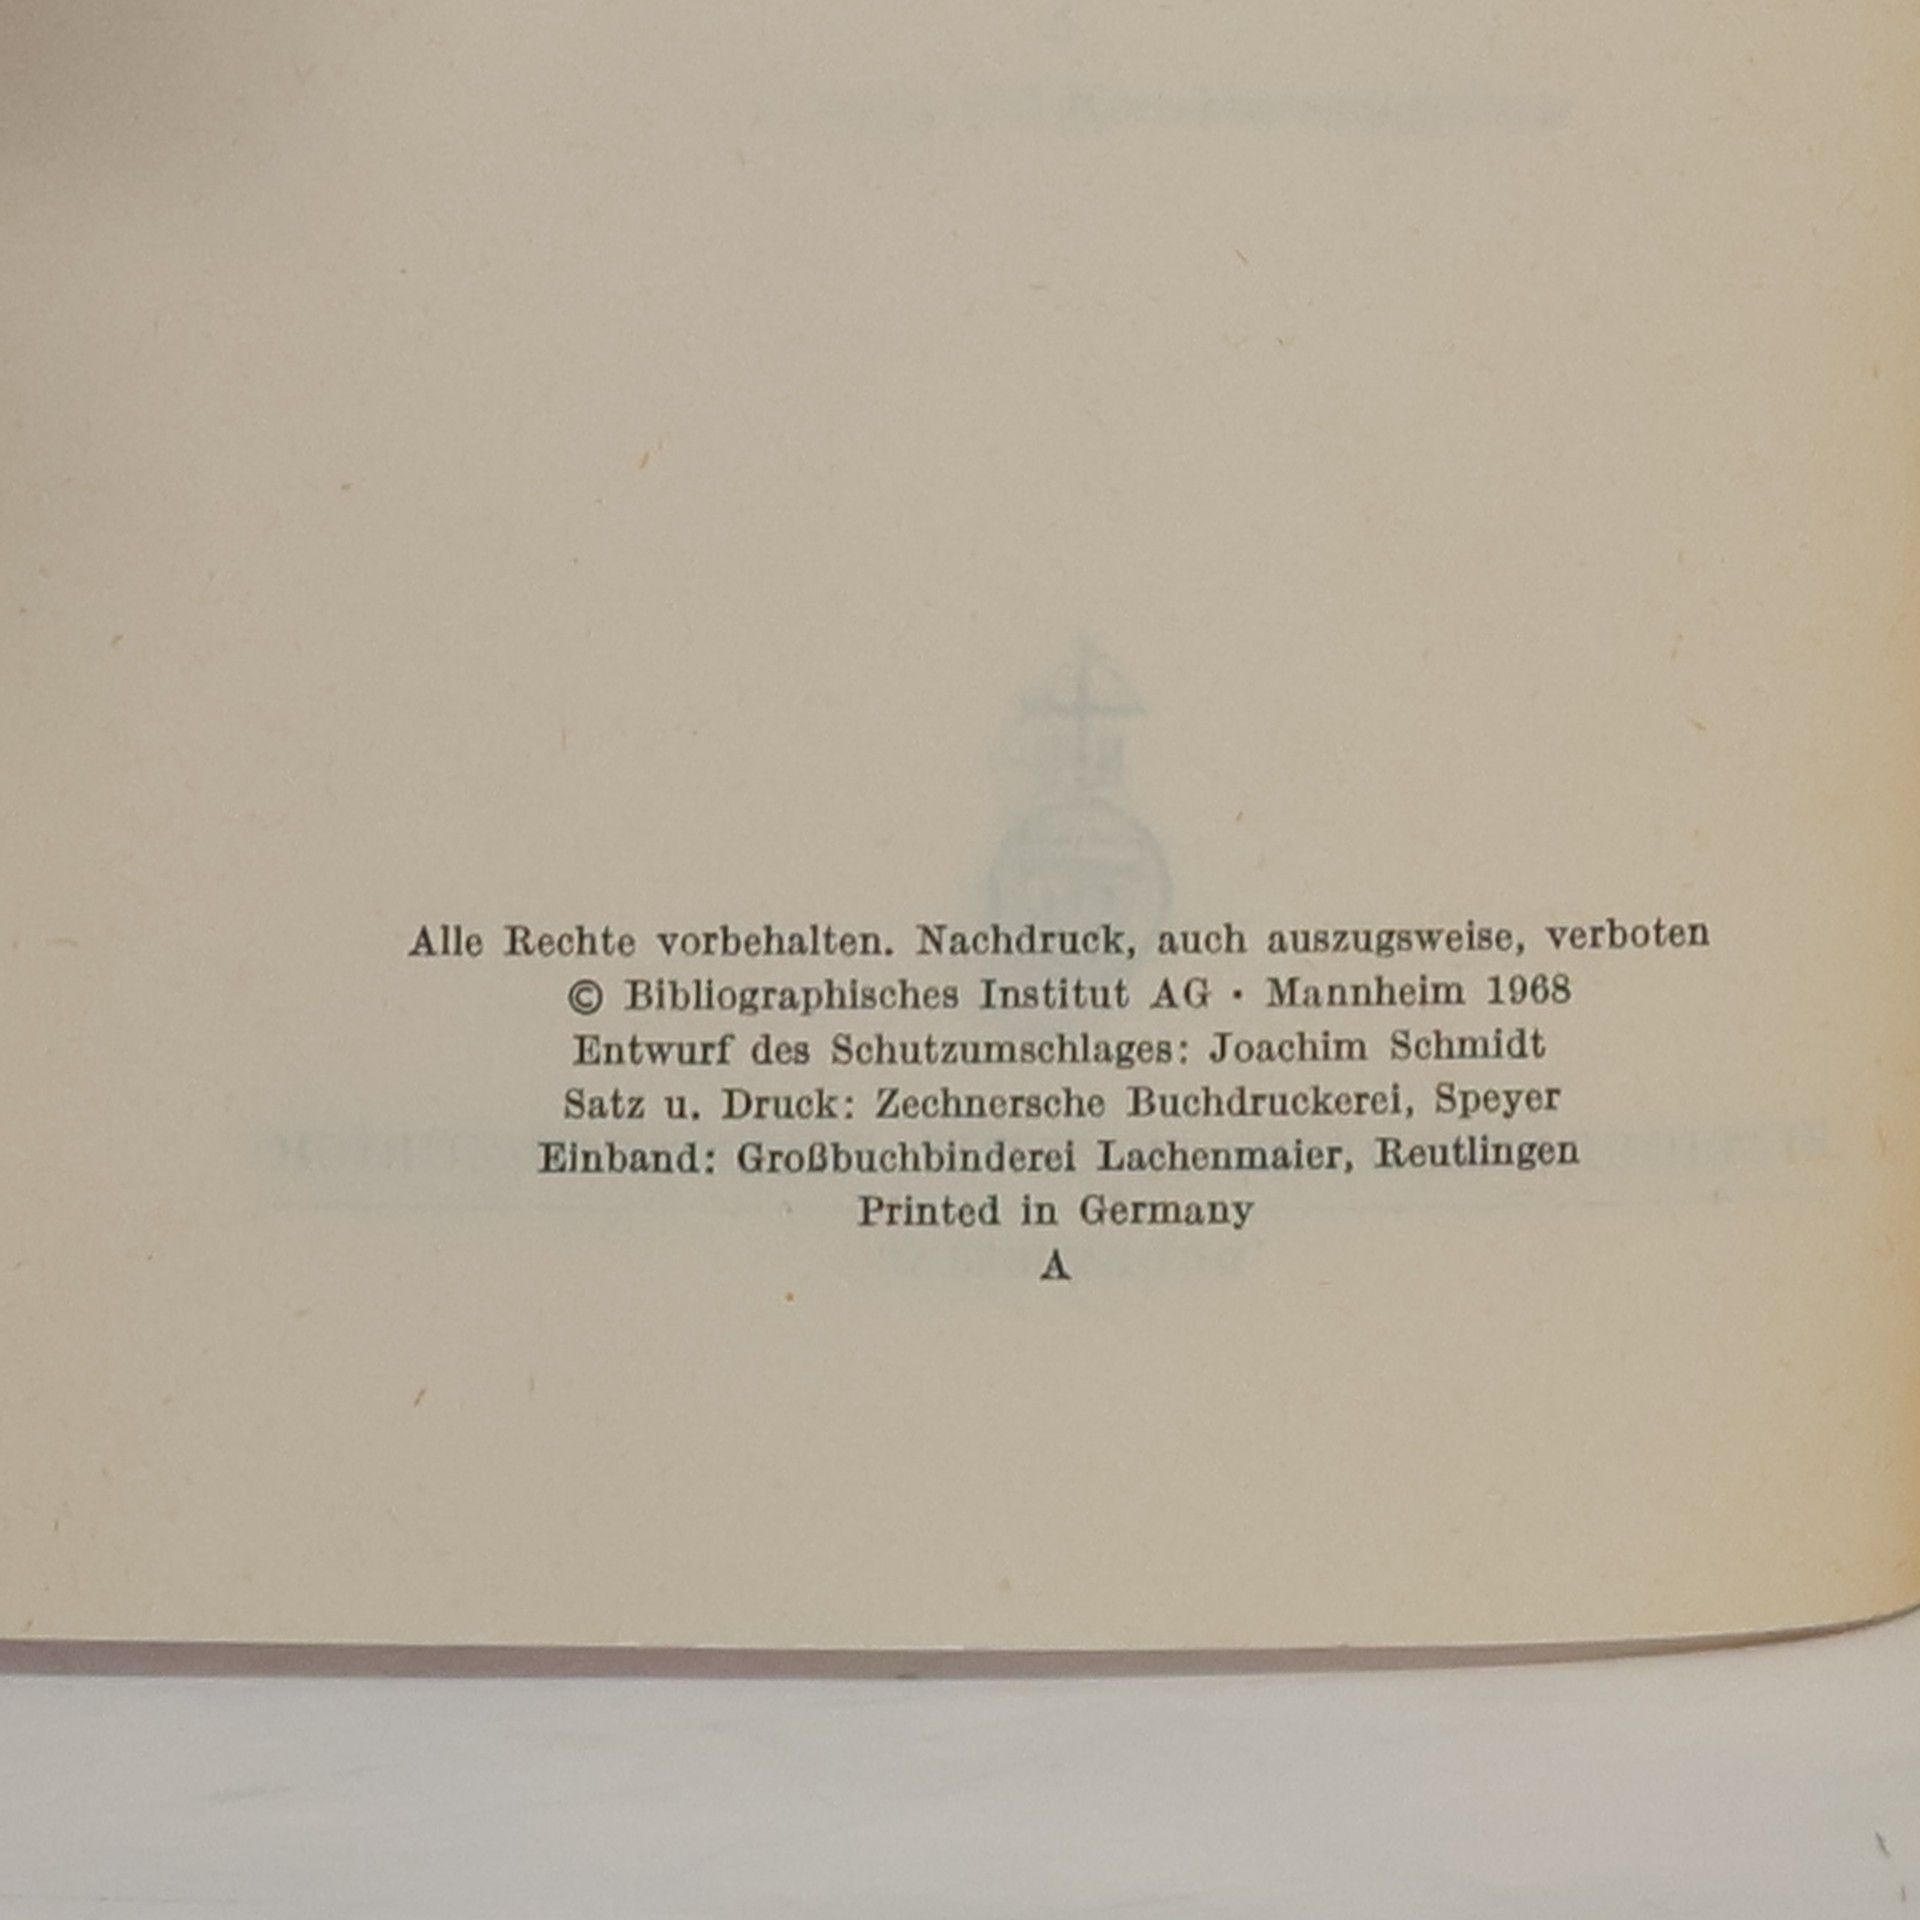 Alle Rechte vorbehalten. Nachdruck, auch auszugsweise, verboten
© Bibliographisches Institut AG · Mannheim 1968
Entwurf des Schutzumschlages: Joachim Schmidt
Satz u. Druck: Zechnersche Buchdruckerei, Speyer
Einband: Großbuchbinderei Lachenmaier, Reutlingen
Printed in Germany
A